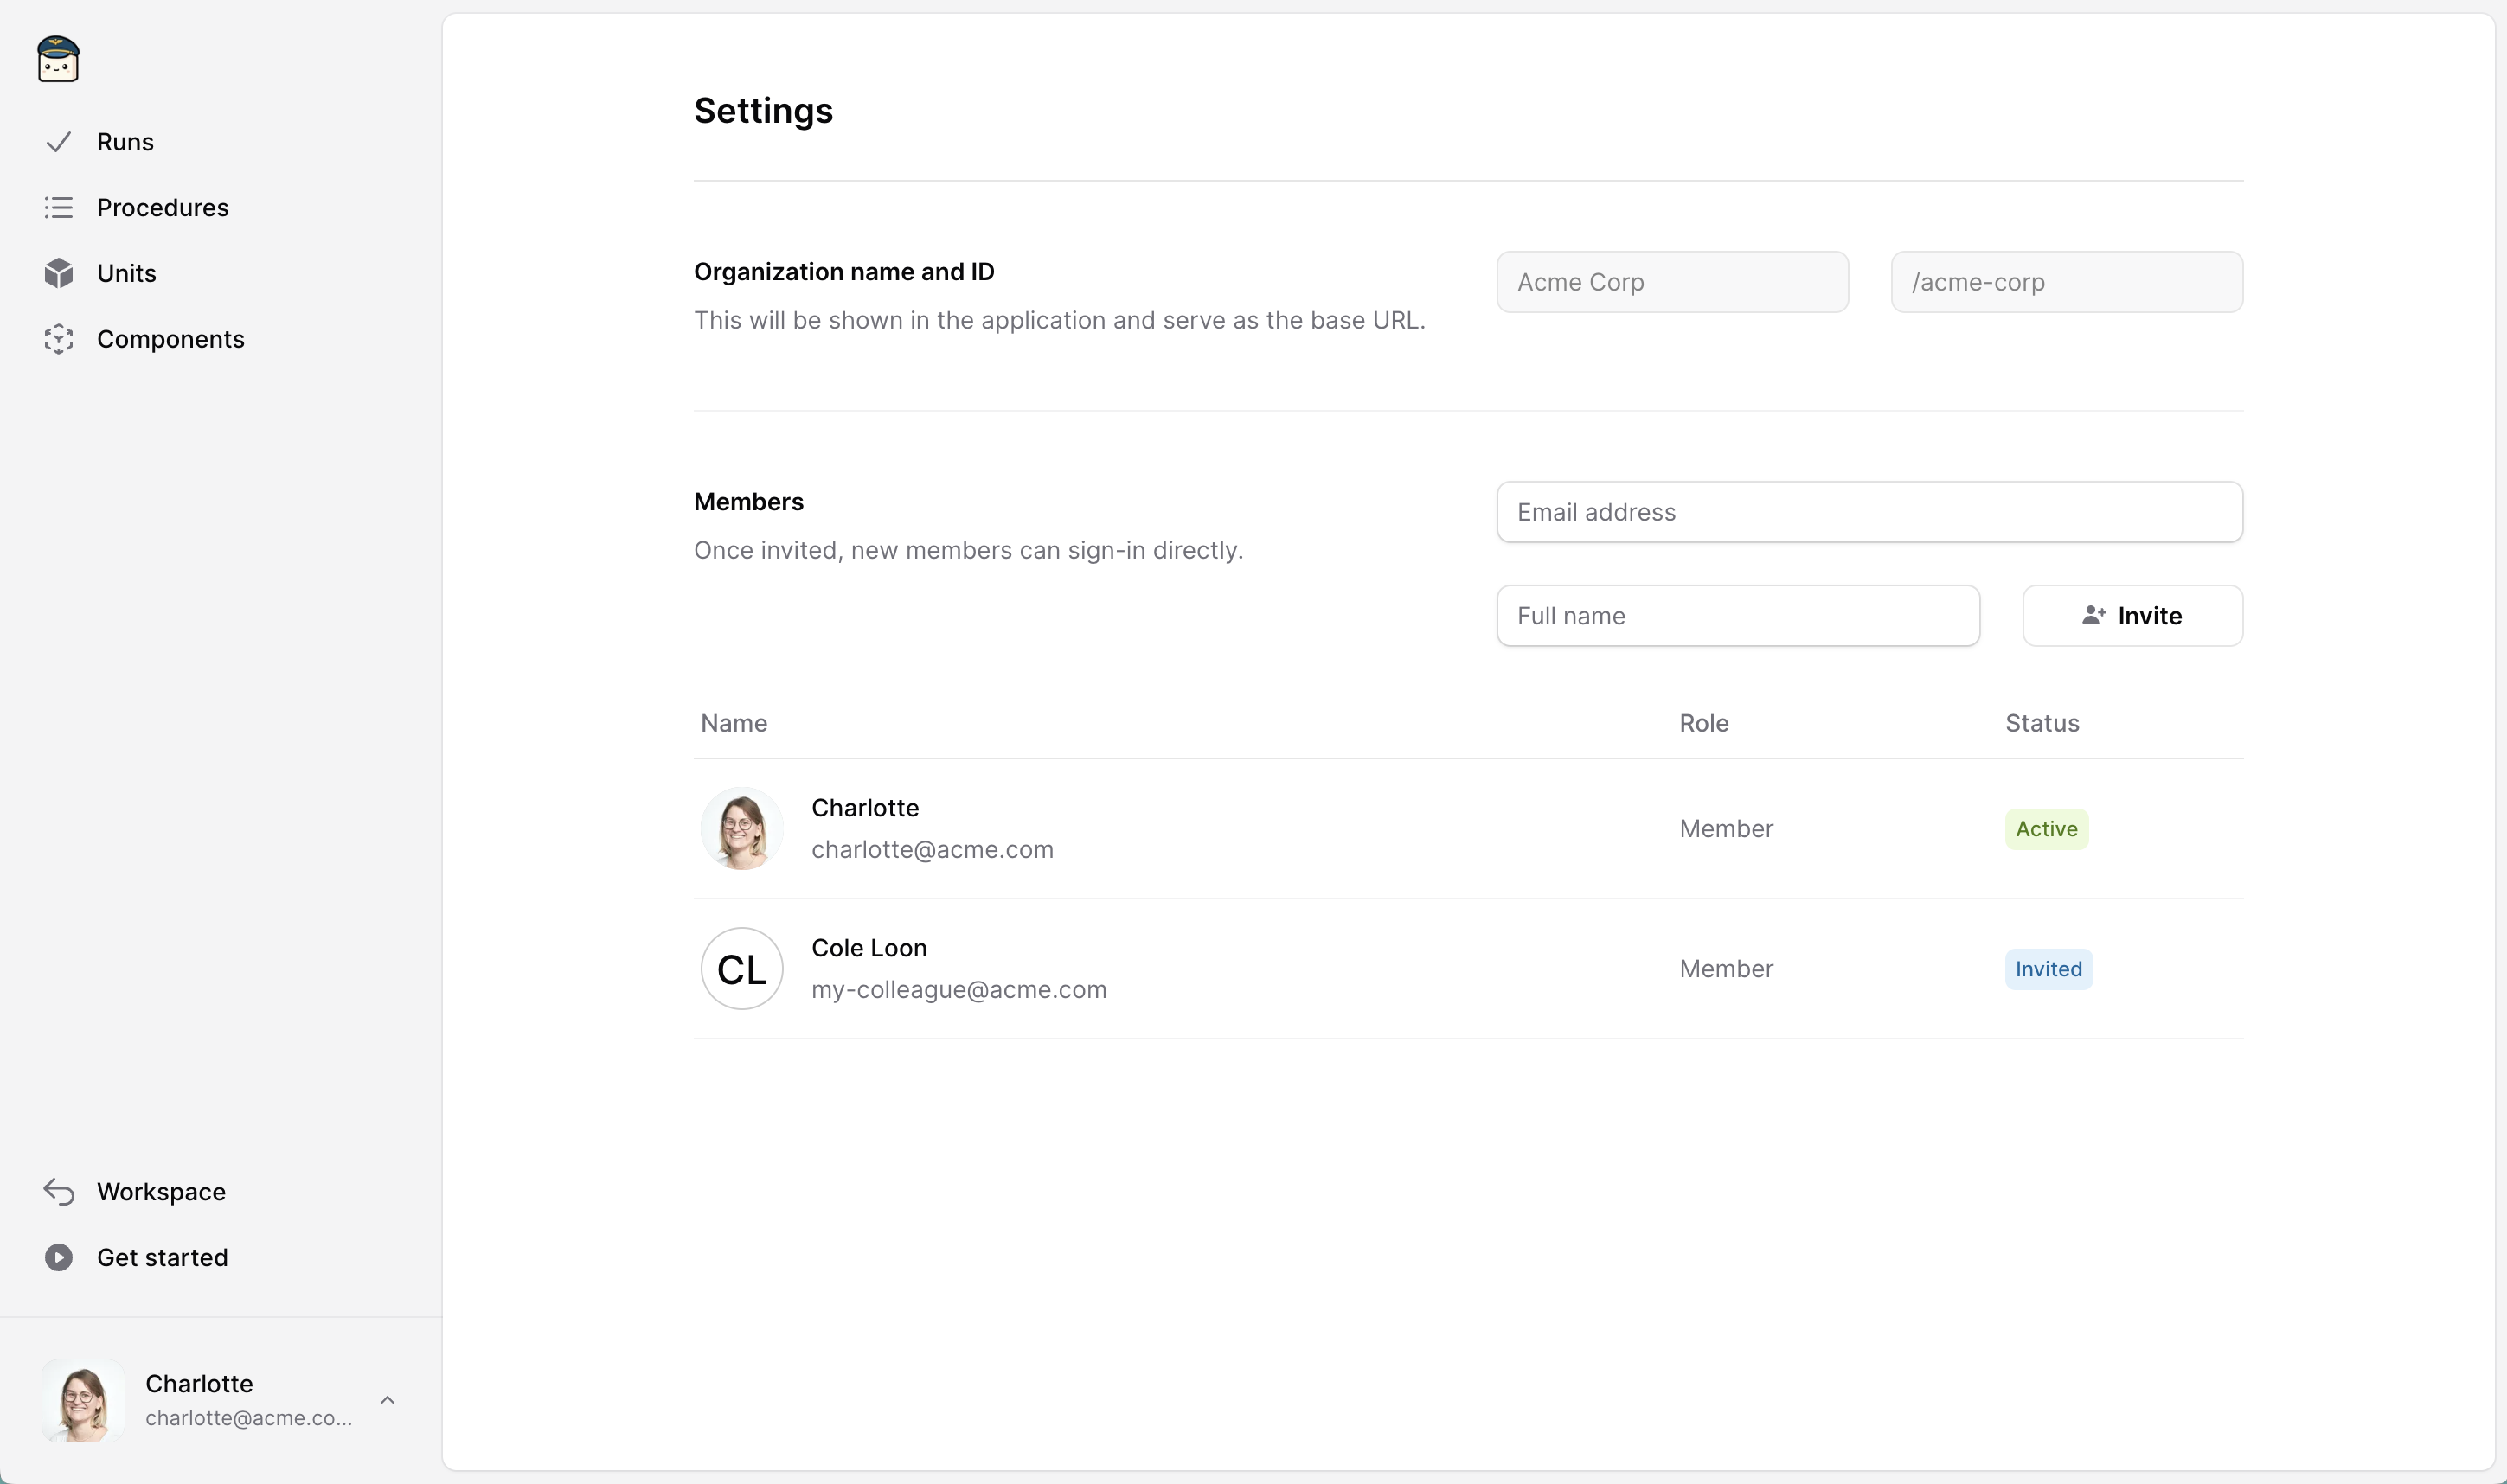 Runs
Procedures
Units
Components
Workspace
Get started
Charlotte
charlotte@acme.co...
Settings
Organization name and ID
This will be shown in the application and serve as the base URL.
Acme Corp
/acme-corp
Members
Once invited, new members can sign-in directly.
Email address
Full name
Invite
Name Role Status
Charlotte
charlotte@acme.com
Member
Active
CL
Cole Loon
my-colleague@acme.com
Member
Invited